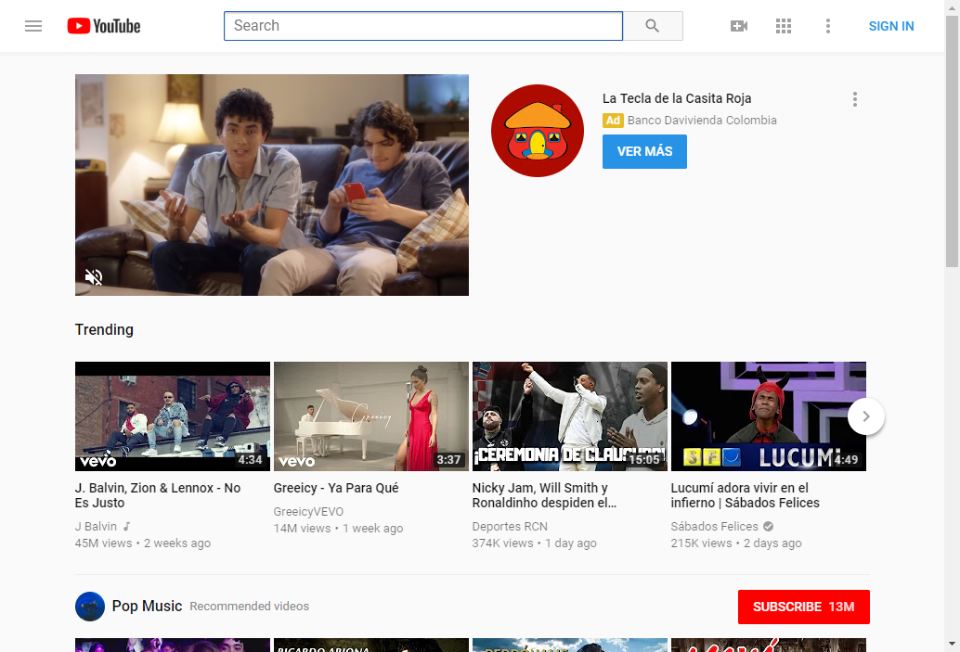 YouTube
Search
SIGN IN
La Tecla de la Casita Roja
Ad Banco Davivienda Colombia
VER MÁS
Trending
vevo
4:34
vevo
Greeicy
3:37
¡CEREMONIA DE CLAUSURA!
15:05
SFC
LUCUMÍ
4:49
J. Balvin, Zion & Lennox - No
Es Justo
J Balvin
45M views • 2 weeks ago
Greeicy - Ya Para Qué
GreeicyVEVO
14M views • 1 week ago
Nicky Jam, Will Smith y
Ronaldinho despiden el...
Deportes RCN
374K views • 1 day ago
Lucumí adora vivir en el
infierno | Sábados Felices
Sábados Felices
215K views • 2 days ago
Pop Music Recommended videos
SUBSCRIBE 13M